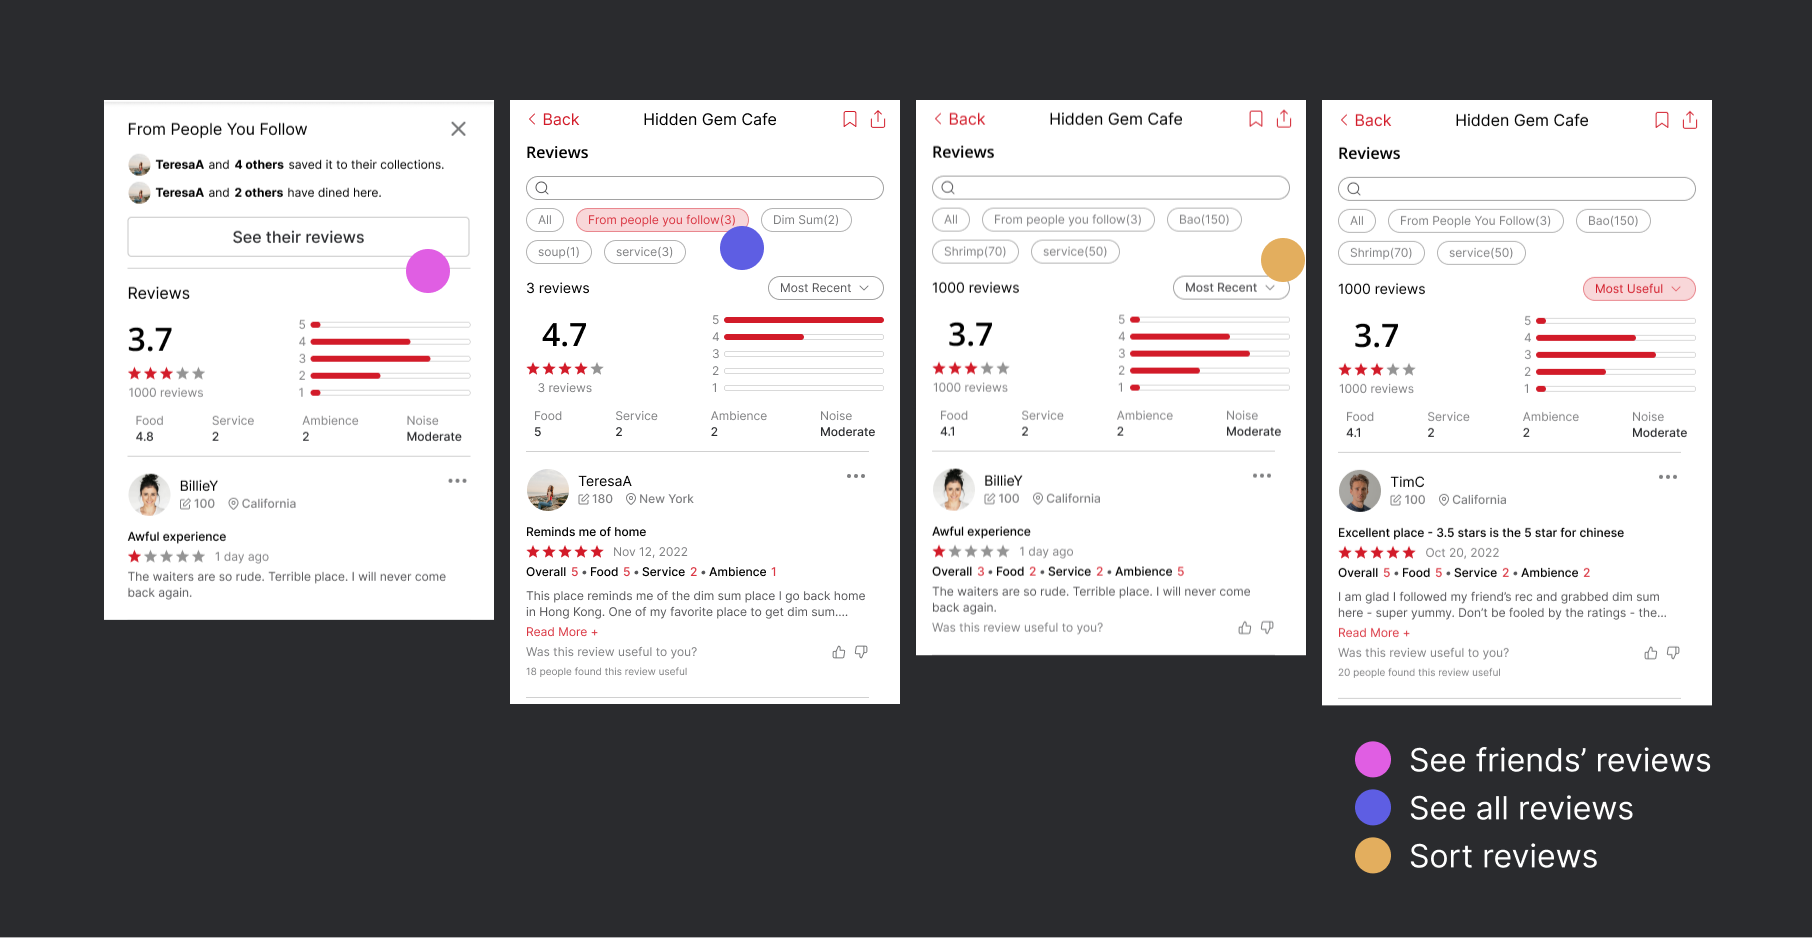 From People You Follow
TeresaA and 4 others saved it to their collections.
TeresaA and 2 others have dined here.
See their reviews
Reviews
3.7
1000 reviews
5
4
3
2
1
Food Service Ambience Noise
4.8 2 2 Moderate
BillieY
100 California
Awful experience
1 day ago
The waiters are so rude. Terrible place. I will never come
back again.
Back Hidden Gem Cafe
Reviews
All From people you follow(3) Dim Sum(2)
soup(1) service(3)
3 reviews Most Recent
4.7
3 reviews
5
4
3
2
1
Food Service Ambience Noise
5 2 2 Moderate
TeresaA
180 New York
Reminds me of home
Nov 12, 2022
Overall 5 • Food 5 • Service 2 • Ambience 1
This place reminds me of the dim sum place I go back home
in Hong Kong. One of my favorite place to get dim sum....
Read More +
Was this review useful to you?
18 people found this review useful
Back Hidden Gem Cafe
Reviews
All From people you follow(3) Bao(150)
Shrimp(70) service(50)
1000 reviews Most Recent
3.7
1000 reviews
5
4
3
2
1
Food Service Ambience Noise
4.1 2 2 Moderate
BillieY
100 California
Awful experience
1 day ago
Overall 3 • Food 2 • Service 2 • Ambience 5
The waiters are so rude. Terrible place. I will never come
back again.
Was this review useful to you?
Back Hidden Gem Cafe
Reviews
All From People You Follow(3) Bao(150)
Shrimp(70) service(50)
1000 reviews Most Useful
3.7
1000 reviews
5
4
3
2
1
Food Service Ambience Noise
4.1 2 2 Moderate
TimC
100 California
Excellent place - 3.5 stars is the 5 star for chinese
Oct 20, 2022
Overall 5 • Food 5 • Service 2 • Ambience 2
I am glad I followed my friend's rec and grabbed dim sum
here - super yummy. Don't be fooled by the ratings - the...
Read More +
Was this review useful to you?
20 people found this review useful
See friends’ reviews
See all reviews
Sort reviews